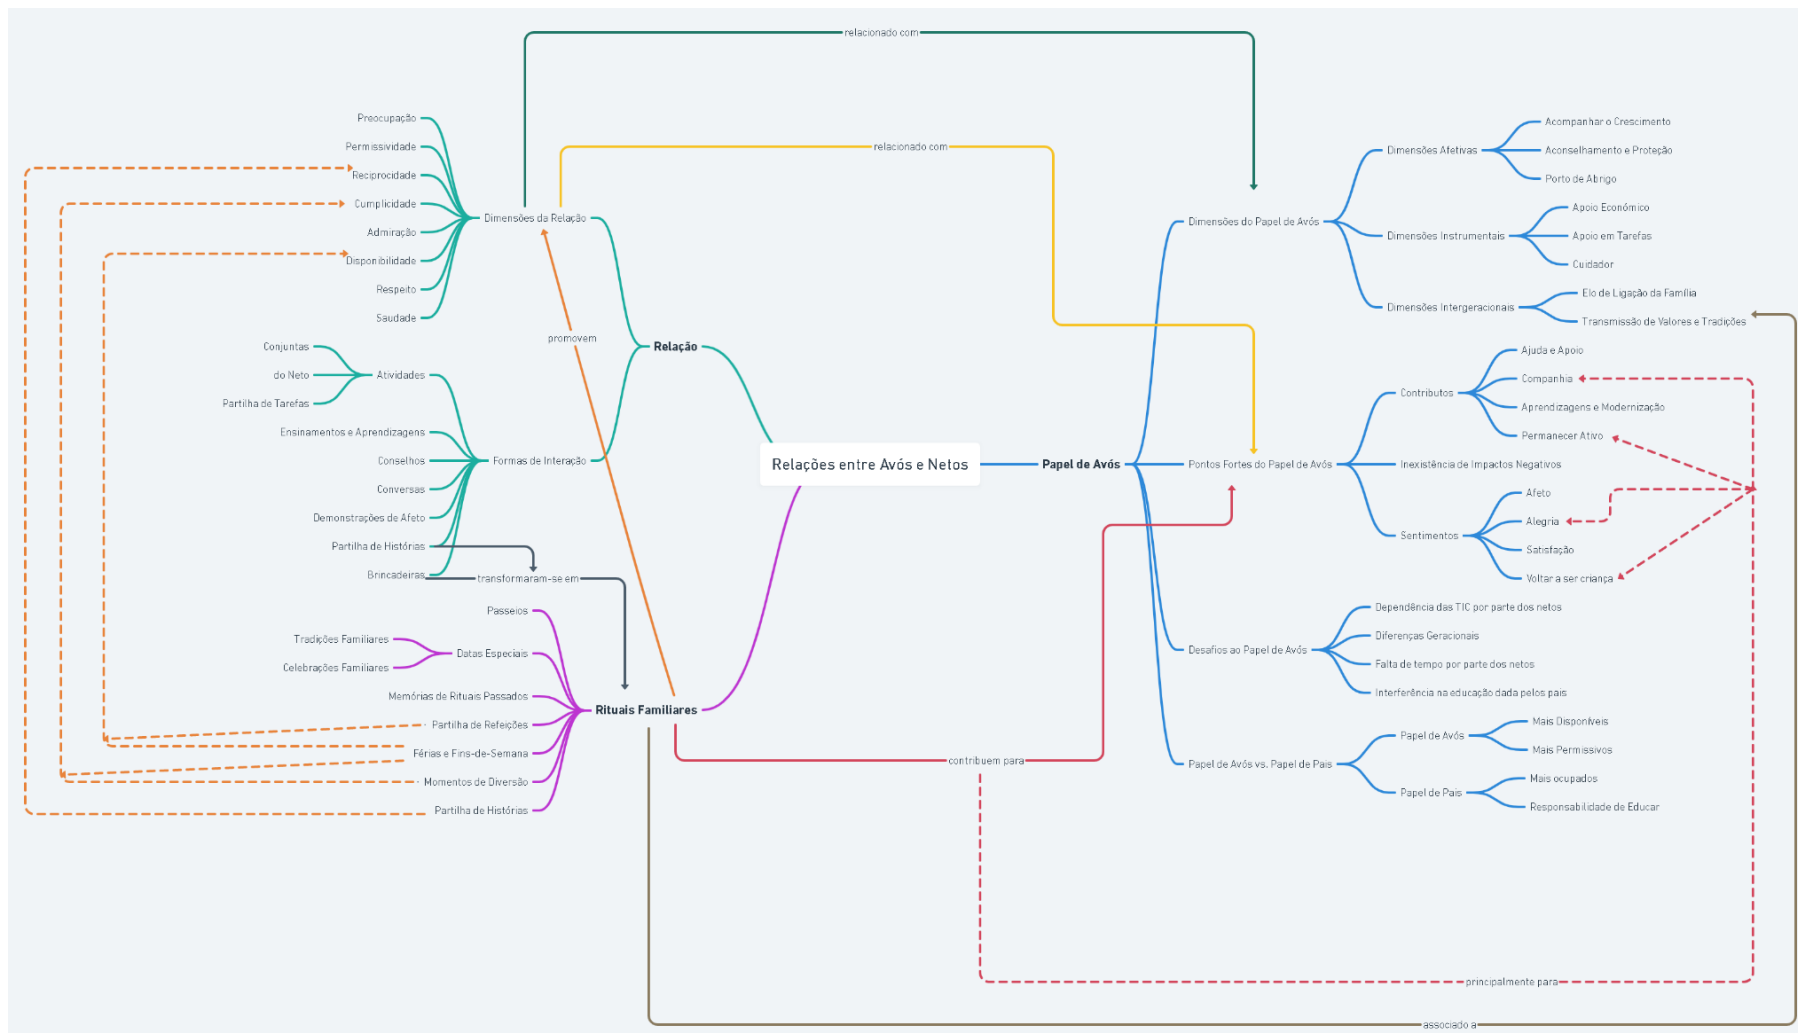 relacionado com
relacionado com
Relações entre Avós e Netos
Relação
Dimensões da Relação
Preocupação
Permissividade
Reciprocidade
Cumplicidade
Admiração
Disponibilidade
Respeito
Saudade
promovem
Formas de Interação
Atividades
Conjuntas
do Neto
Partilha de Tarefas
Ensinamentos e Aprendizagens
Conselhos
Conversas
Demonstrações de Afeto
Partilha de Histórias
Brincadeiras
transformaram-se em
Rituais Familiares
Passeios
Datas Especiais
Tradições Familiares
Celebrações Familiares
Memórias de Rituais Passados
Partilha de Refeições
Férias e Fins-de-Semana
Momentos de Diversão
Partilha de Histórias
contribuem para
principalmente para
associado a
Papel de Avós
Dimensões do Papel de Avós
Dimensões Afetivas
Acompanhar o Crescimento
Aconselhamento e Proteção
Porto de Abrigo
Dimensões Instrumentais
Apoio Económico
Apoio em Tarefas
Cuidador
Dimensões Intergeracionais
Elo de Ligação da Família
Transmissão de Valores e Tradições
Pontos Fortes do Papel de Avós
Contributos
Ajuda e Apoio
Companhia
Aprendizagens e Modernização
Permanecer Ativo
Inexistência de Impactos Negativos
Sentimentos
Afeto
Alegria
Satisfação
Voltar a ser criança
Desafios ao Papel de Avós
Dependência das TIC por parte dos netos
Diferenças Geracionais
Falta de tempo por parte dos netos
Interferência na educação dada pelos pais
Papel de Avós vs. Papel de Pais
Papel de Avós
Mais Disponíveis
Mais Permissivos
Papel de Pais
Mais ocupados
Responsabilidade de Educar